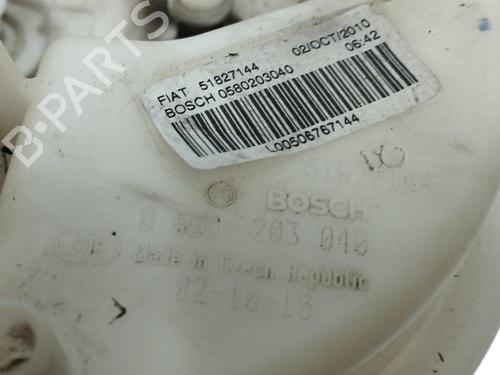 FIAT 51827144 02/OCT/2010
BOSCH 0580203040 06:42
L00506767144
BOSCH
0 580 203 040
Made in Czech Republic
B-PARTS